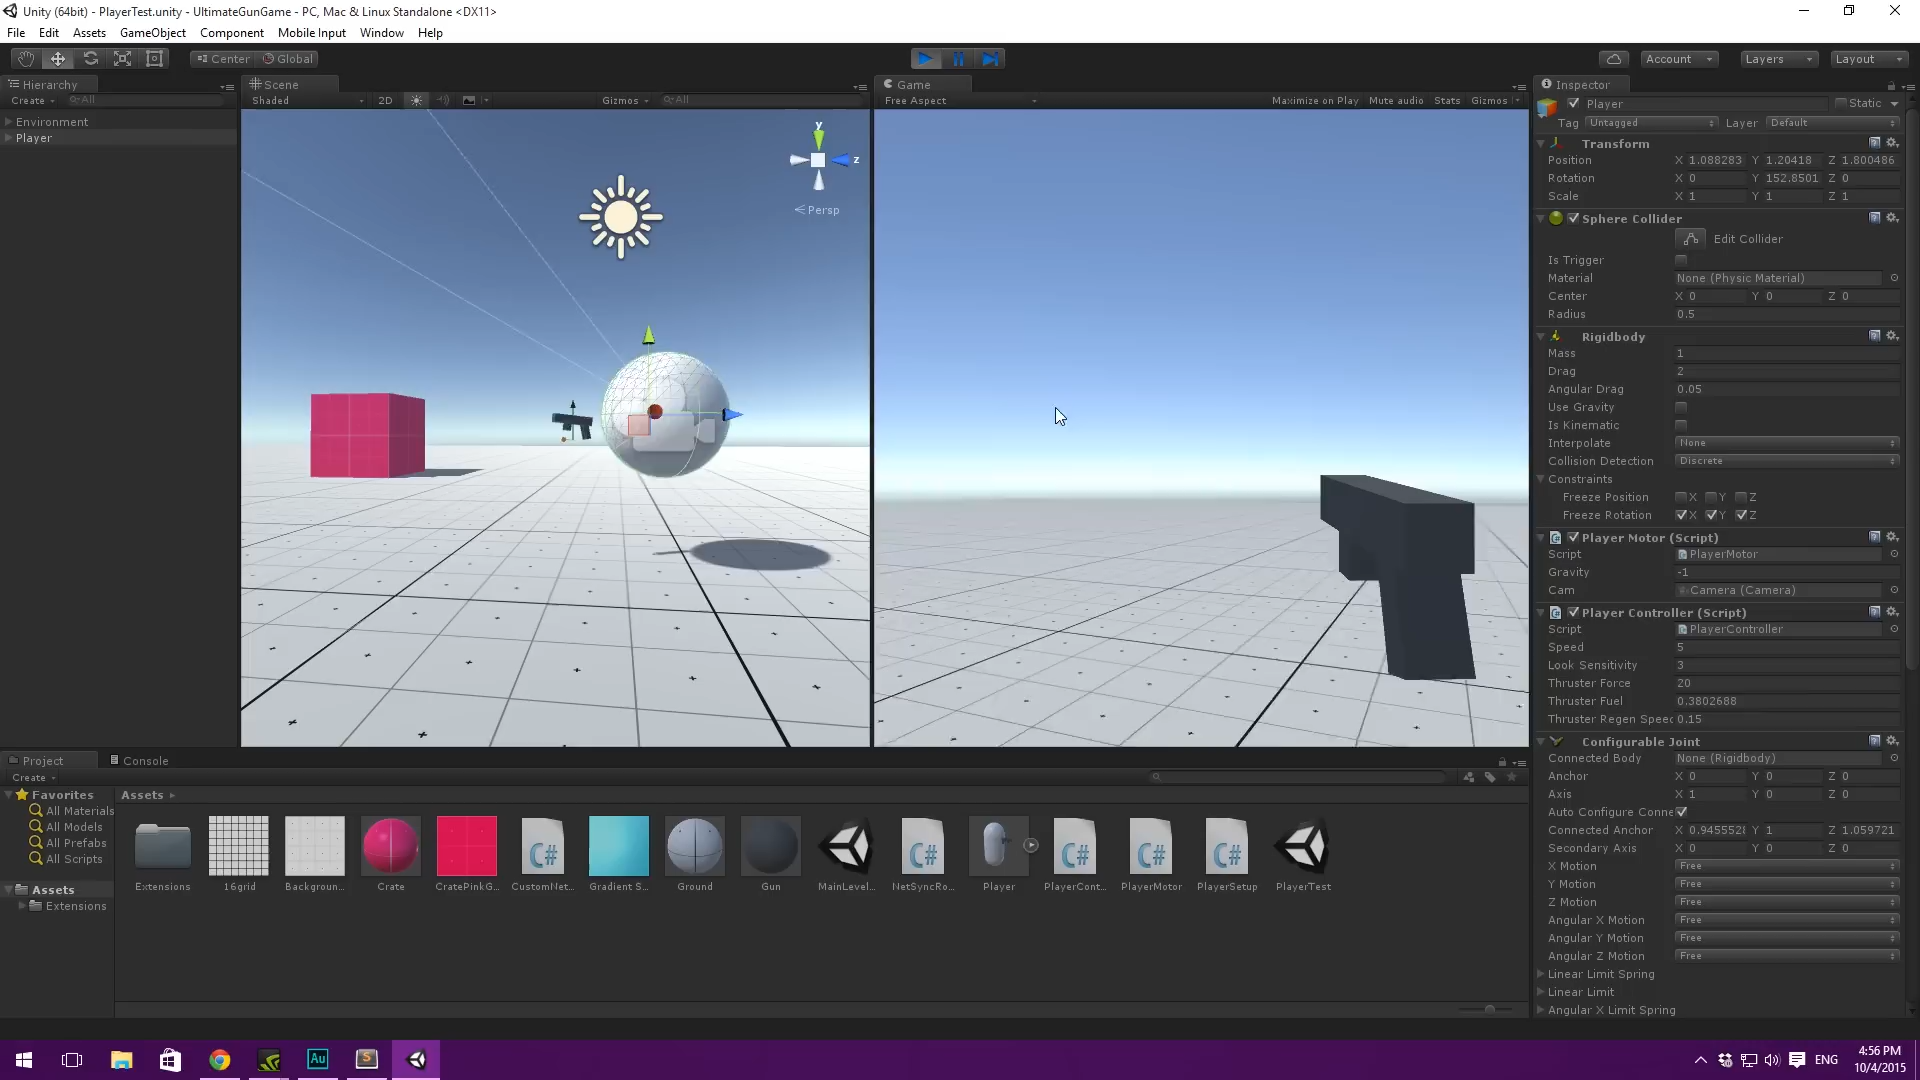 Unity (64bit) - PlayerTest.unity - UltimateGunGame - PC, Mac & Linux Standalone <DX11>
File Edit Assets GameObject Component Mobile Input Window Help
Center Global Account Layers Layout
Hierarchy
Create All
Environment
Player
Scene
Shaded 2D Gizmos All
y
z
Persp
Game
Free Aspect Maximize on Play Mute audio Stats Gizmos
Inspector
Player Static
Tag Untagged Layer Default
Transform
Position X 1.088283 Y 1.20418 Z 1.800486
Rotation X 0 Y 152.8501 Z 0
Scale X 1 Y 1 Z 1
Sphere Collider
Edit Collider
Is Trigger
Material None (Physic Material)
Center X 0 Y 0 Z 0
Radius 0.5
Rigidbody
Mass 1
Drag 2
Angular Drag 0.05
Use Gravity
Is Kinematic
Interpolate None
Collision Detection Discrete
Constraints
Freeze Position X Y Z
Freeze Rotation X Y Z
Player Motor (Script)
Script PlayerMotor
Gravity -1
Cam Camera (Camera)
Player Controller (Script)
Script PlayerController
Speed 5
Look Sensitivity 3
Thruster Force 20
Thruster Fuel 0.3802688
Thruster Regen Speed 0.15
Configurable Joint
Connected Body None (Rigidbody)
Anchor X 0 Y 0 Z 0
Axis X 1 Y 0 Z 0
Auto Configure Conne
Connected Anchor X 0.9455528 Y 1 Z 1.059721
Secondary Axis X 0 Y 0 Z 0
X Motion Free
Y Motion Free
Z Motion Free
Angular X Motion Free
Angular Y Motion Free
Angular Z Motion Free
Linear Limit Spring
Linear Limit
Angular X Limit Spring
Project Console
Create
Favorites
All Materials
All Models
All Prefabs
All Scripts
Assets
Extensions
Assets
C# C# C# C# C#
Extensions 16grid Backgroun... Crate CratePinkG... CustomNet... Gradient S... Ground Gun MainLevel... NetSyncRo... Player PlayerCont... PlayerMotor PlayerSetup PlayerTest
Au S ENG
4:56 PM
10/4/2015